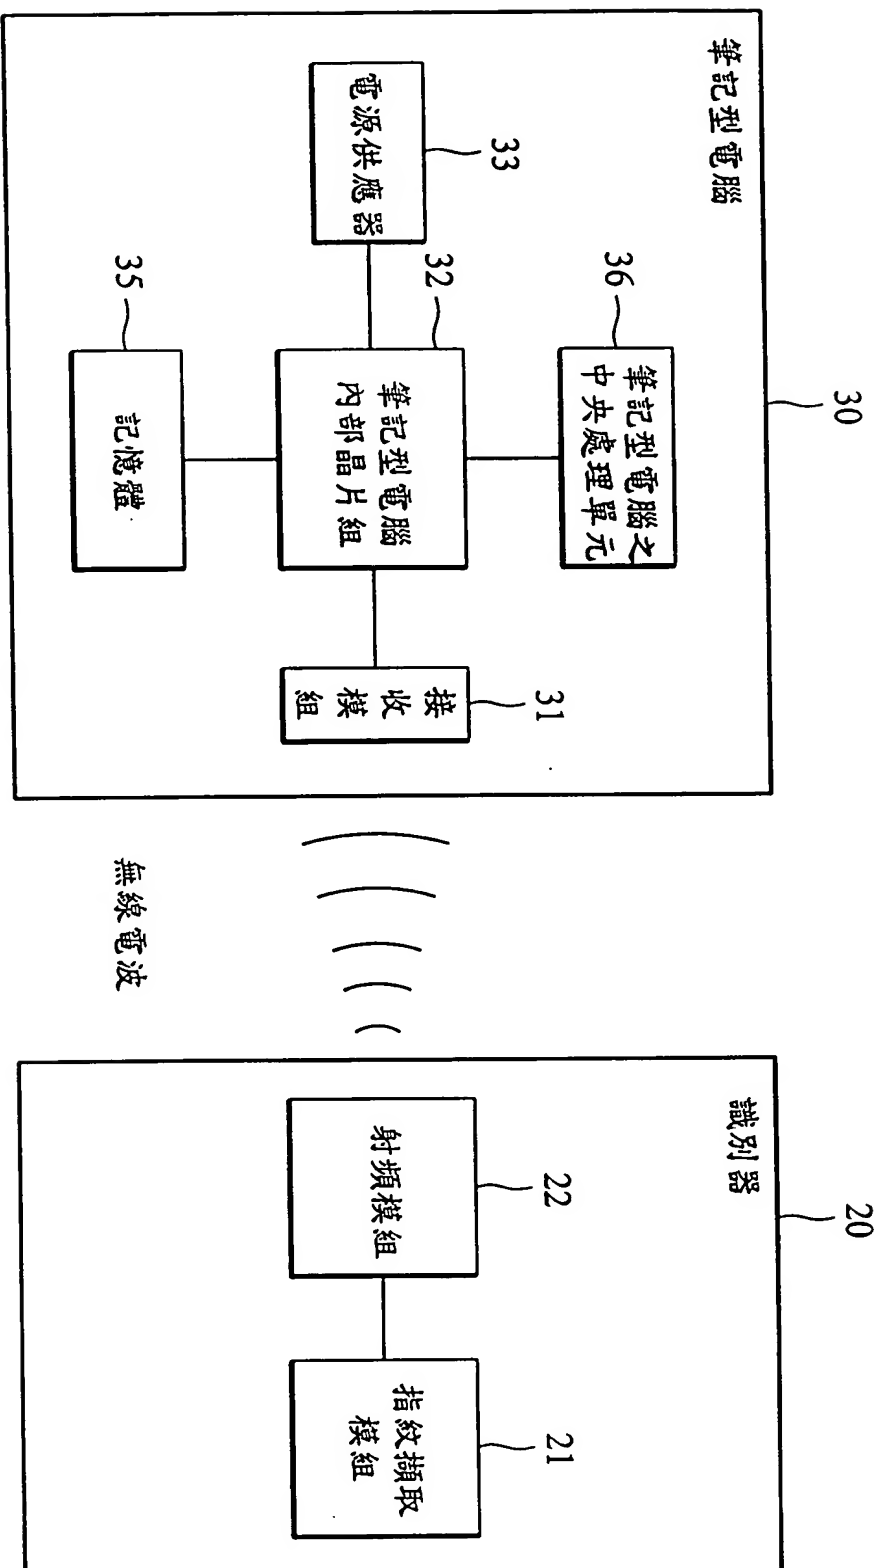 筆記型電腦
30
33
電源供應器
36
筆記型電腦之
中央處理單元
32
筆記型電腦
內部晶片組
31
接收模組
35
記憶體
無線電波
識別器
20
22
射頻模組
21
指紋擷取
模組